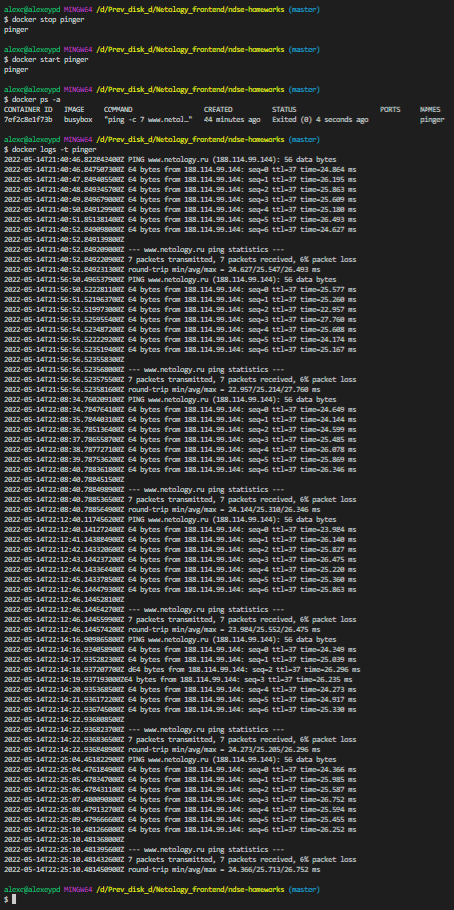 alexe@alexeypd MINGW64 /d/Prev_disk_d/Netology_frontend/ndse-homeworks (master)
$ docker stop pinger
pinger
alexe@alexeypd MINGW64 /d/Prev_disk_d/Netology_frontend/ndse-homeworks (master)
$ docker start pinger
pinger
alexe@alexeypd MINGW64 /d/Prev_disk_d/Netology_frontend/ndse-homeworks (master)
$ docker ps -a
CONTAINER ID IMAGE COMMAND CREATED STATUS PORTS NAMES
7ef2c8e1f73b busybox "ping -c 7 www.netol…" 44 minutes ago Exited (0) 4 seconds ago pinger
alexe@alexeypd MINGW64 /d/Prev_disk_d/Netology_frontend/ndse-homeworks (master)
$ docker logs -t pinger
2022-05-14T21:40:46.822843400Z PING www.netology.ru (188.114.99.144): 56 data bytes
2022-05-14T21:40:46.847507300Z 64 bytes from 188.114.99.144: seq=0 ttl=37 time=24.864 ms
2022-05-14T21:40:47.849405500Z 64 bytes from 188.114.99.144: seq=1 ttl=37 time=26.195 ms
2022-05-14T21:40:48.849345700Z 64 bytes from 188.114.99.144: seq=2 ttl=37 time=25.863 ms
2022-05-14T21:40:49.849679000Z 64 bytes from 188.114.99.144: seq=3 ttl=37 time=25.609 ms
2022-05-14T21:40:50.849129900Z 64 bytes from 188.114.99.144: seq=4 ttl=37 time=25.180 ms
2022-05-14T21:40:51.851381400Z 64 bytes from 188.114.99.144: seq=5 ttl=37 time=26.493 ms
2022-05-14T21:40:52.849098000Z 64 bytes from 188.114.99.144: seq=6 ttl=37 time=24.627 ms
2022-05-14T21:40:52.849139800Z
2022-05-14T21:40:52.849209000Z --- www.netology.ru ping statistics ---
2022-05-14T21:40:52.849220900Z 7 packets transmitted, 7 packets received, 0% packet loss
2022-05-14T21:40:52.849231300Z round-trip min/avg/max = 24.627/25.547/26.493 ms
2022-05-14T21:56:50.496537900Z PING www.netology.ru (188.114.99.144): 56 data bytes
2022-05-14T21:56:50.522281100Z 64 bytes from 188.114.99.144: seq=0 ttl=37 time=25.577 ms
2022-05-14T21:56:51.521963700Z 64 bytes from 188.114.99.144: seq=1 ttl=37 time=25.260 ms
2022-05-14T21:56:52.519973000Z 64 bytes from 188.114.99.144: seq=2 ttl=37 time=22.957 ms
2022-05-14T21:56:53.525955400Z 64 bytes from 188.114.99.144: seq=3 ttl=37 time=27.760 ms
2022-05-14T21:56:54.523487200Z 64 bytes from 188.114.99.144: seq=4 ttl=37 time=25.608 ms
2022-05-14T21:56:55.522229200Z 64 bytes from 188.114.99.144: seq=5 ttl=37 time=24.174 ms
2022-05-14T21:56:56.523519400Z 64 bytes from 188.114.99.144: seq=6 ttl=37 time=25.167 ms
2022-05-14T21:56:56.523558300Z
2022-05-14T21:56:56.523568000Z --- www.netology.ru ping statistics ---
2022-05-14T21:56:56.523575500Z 7 packets transmitted, 7 packets received, 0% packet loss
2022-05-14T21:56:56.523581600Z round-trip min/avg/max = 22.957/25.214/27.760 ms
2022-05-14T22:08:34.760209100Z PING www.netology.ru (188.114.99.144): 56 data bytes
2022-05-14T22:08:34.784764100Z 64 bytes from 188.114.99.144: seq=0 ttl=37 time=24.649 ms
2022-05-14T22:08:35.784403100Z 64 bytes from 188.114.99.144: seq=1 ttl=37 time=24.144 ms
2022-05-14T22:08:36.785136400Z 64 bytes from 188.114.99.144: seq=2 ttl=37 time=24.599 ms
2022-05-14T22:08:37.786558700Z 64 bytes from 188.114.99.144: seq=3 ttl=37 time=25.485 ms
2022-05-14T22:08:38.787727100Z 64 bytes from 188.114.99.144: seq=4 ttl=37 time=26.078 ms
2022-05-14T22:08:39.787536200Z 64 bytes from 188.114.99.144: seq=5 ttl=37 time=25.869 ms
2022-05-14T22:08:40.788361800Z 64 bytes from 188.114.99.144: seq=6 ttl=37 time=26.346 ms
2022-05-14T22:08:40.788451500Z
2022-05-14T22:08:40.788498900Z --- www.netology.ru ping statistics ---
2022-05-14T22:08:40.788536500Z 7 packets transmitted, 7 packets received, 0% packet loss
2022-05-14T22:08:40.788564900Z round-trip min/avg/max = 24.144/25.310/26.346 ms
2022-05-14T22:12:40.117456200Z PING www.netology.ru (188.114.99.144): 56 data bytes
2022-05-14T22:12:40.141272400Z 64 bytes from 188.114.99.144: seq=0 ttl=37 time=23.984 ms
2022-05-14T22:12:41.143884900Z 64 bytes from 188.114.99.144: seq=1 ttl=37 time=26.140 ms
2022-05-14T22:12:42.143320600Z 64 bytes from 188.114.99.144: seq=2 ttl=37 time=25.827 ms
2022-05-14T22:12:43.144237200Z 64 bytes from 188.114.99.144: seq=3 ttl=37 time=26.475 ms
2022-05-14T22:12:44.143364400Z 64 bytes from 188.114.99.144: seq=4 ttl=37 time=25.220 ms
2022-05-14T22:12:45.143378500Z 64 bytes from 188.114.99.144: seq=5 ttl=37 time=25.360 ms
2022-05-14T22:12:46.144479300Z 64 bytes from 188.114.99.144: seq=6 ttl=37 time=25.863 ms
2022-05-14T22:12:46.144528100Z
2022-05-14T22:12:46.144542700Z --- www.netology.ru ping statistics ---
2022-05-14T22:12:46.144559900Z 7 packets transmitted, 7 packets received, 0% packet loss
2022-05-14T22:12:46.144574200Z round-trip min/avg/max = 23.984/25.552/26.475 ms
2022-05-14T22:14:16.909865800Z PING www.netology.ru (188.114.99.144): 56 data bytes
2022-05-14T22:14:16.934058900Z 64 bytes from 188.114.99.144: seq=0 ttl=37 time=24.349 ms
2022-05-14T22:14:17.935282300Z 64 bytes from 188.114.99.144: seq=1 ttl=37 time=25.039 ms
2022-05-14T22:14:18.937207700Z d64 bytes from 188.114.99.144: seq=2 ttl=37 time=26.296 ms
2022-05-14T22:14:19.937193000Z64 bytes from 188.114.99.144: seq=3 ttl=37 time=26.235 ms
2022-05-14T22:14:20.935368500Z 64 bytes from 188.114.99.144: seq=4 ttl=37 time=24.273 ms
2022-05-14T22:14:21.936172200Z 64 bytes from 188.114.99.144: seq=5 ttl=37 time=24.917 ms
2022-05-14T22:14:22.936745000Z 64 bytes from 188.114.99.144: seq=6 ttl=37 time=25.330 ms
2022-05-14T22:14:22.936808500Z
2022-05-14T22:14:22.936823700Z --- www.netology.ru ping statistics ---
2022-05-14T22:14:22.936836500Z 7 packets transmitted, 7 packets received, 0% packet loss
2022-05-14T22:14:22.936848900Z round-trip min/avg/max = 24.273/25.205/26.296 ms
2022-05-14T22:25:04.451822900Z PING www.netology.ru (188.114.99.144): 56 data bytes
2022-05-14T22:25:04.476184900Z 64 bytes from 188.114.99.144: seq=0 ttl=37 time=24.366 ms
2022-05-14T22:25:05.478347000Z 64 bytes from 188.114.99.144: seq=1 ttl=37 time=25.985 ms
2022-05-14T22:25:06.478431100Z 64 bytes from 188.114.99.144: seq=2 ttl=37 time=25.587 ms
2022-05-14T22:25:07.480090800Z 64 bytes from 188.114.99.144: seq=3 ttl=37 time=26.752 ms
2022-05-14T22:25:08.479132700Z 64 bytes from 188.114.99.144: seq=4 ttl=37 time=25.594 ms
2022-05-14T22:25:09.479666600Z 64 bytes from 188.114.99.144: seq=5 ttl=37 time=25.455 ms
2022-05-14T22:25:10.481266000Z 64 bytes from 188.114.99.144: seq=6 ttl=37 time=26.252 ms
2022-05-14T22:25:10.481368000Z
2022-05-14T22:25:10.481395600Z --- www.netology.ru ping statistics ---
2022-05-14T22:25:10.481432600Z 7 packets transmitted, 7 packets received, 0% packet loss
2022-05-14T22:25:10.481450900Z round-trip min/avg/max = 24.366/25.713/26.752 ms
alexe@alexeypd MINGW64 /d/Prev_disk_d/Netology_frontend/ndse-homeworks (master)
$